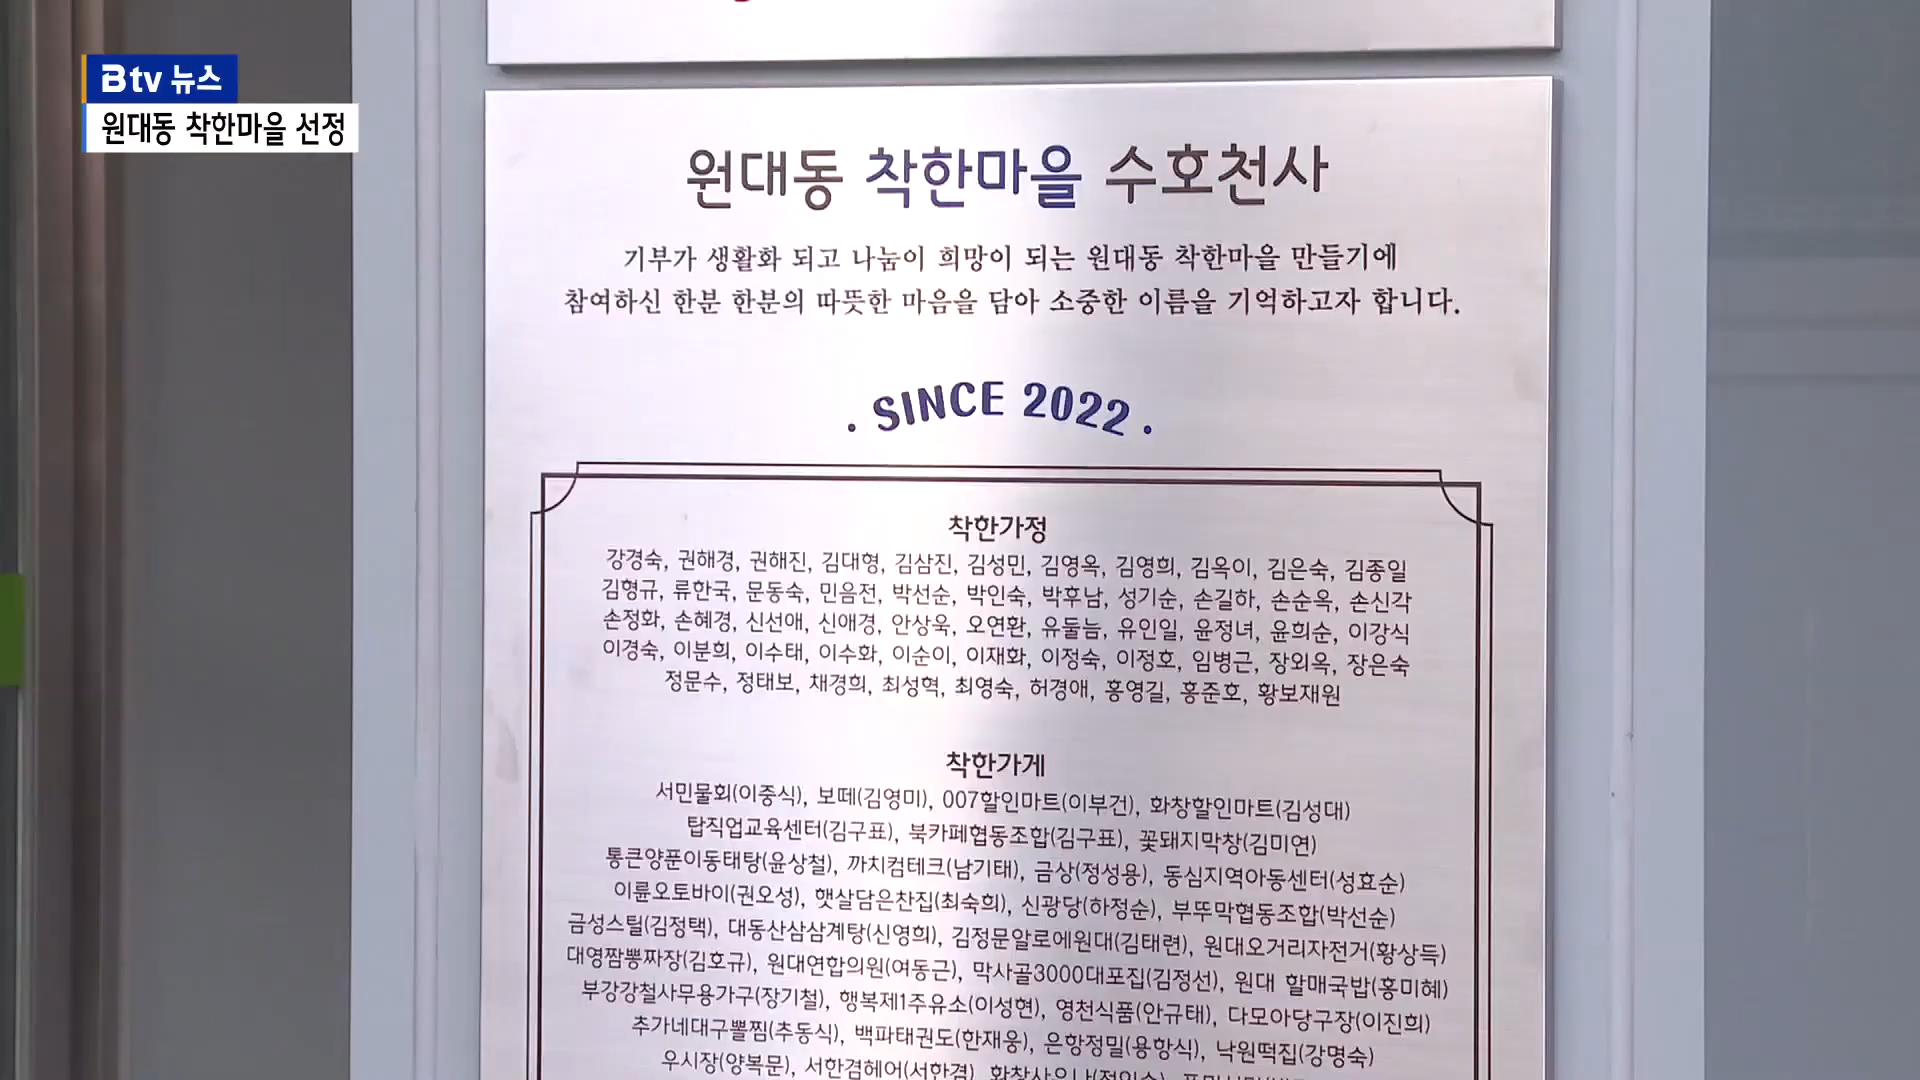 B tv 뉴스
원대동 착한마을 선정
원대동 착한마을 수호천사
기부가 생활화 되고 나눔이 희망이 되는 원대동 착한마을 만들기에
참여하신 한분 한분의 따뜻한 마음을 담아 소중한 이름을 기억하고자 합니다.
· SINCE 2022 ·
착한가정
강경숙, 권해경, 권해진, 김대형, 김삼진, 김성민, 김영옥, 김영희, 김옥이, 김은숙, 김종일
김형규, 류한국, 문동숙, 민음전, 박선순, 박인숙, 박후남, 성기순, 손길하, 손순옥, 손신각
손정화, 손혜경, 신선애, 신애경, 안상욱, 오연환, 유둘늠, 유인일, 윤정녀, 윤희순, 이강식
이경숙, 이분희, 이수태, 이수화, 이순이, 이재화, 이정숙, 이정호, 임병근, 장외옥, 장은숙
정문수, 정태보, 채경희, 최성혁, 최영숙, 허경애, 홍영길, 홍준호, 황보재원
착한가게
서민물회(이중식), 보떼(김영미), 007할인마트(이부건), 화창할인마트(김성대)
탑직업교육센터(김구표), 북카페협동조합(김구표), 꽃돼지막창(김미연)
통큰양푼이동태탕(윤상철), 까치컴테크(남기태), 금상(정성용), 동심지역아동센터(성효순)
이륜오토바이(권오성), 햇살담은찬집(최숙희), 신광당(하정순), 부뚜막협동조합(박선순)
금성스틸(김정택), 대동산삼삼계탕(신영희), 김정문알로에원대(김태련), 원대오거리자전거(황상득)
대영짬뽕짜장(김호규), 원대연합의원(여동근), 막사골3000대포집(김정선), 원대 할매국밥(홍미혜)
부강강철사무용가구(장기철), 행복제1주유소(이성현), 영천식품(안규태), 다모아당구장(이진희)
추가네대구뽈찜(추동식), 백파태권도(한재웅), 은항정밀(용항식), 낙원떡집(강명숙)
우시장(양복문), 서한겸헤어(서한겸),